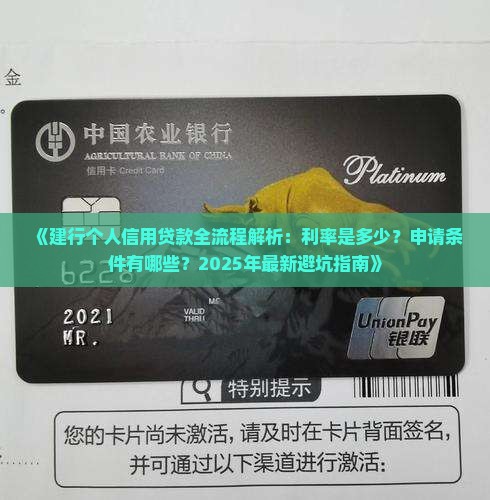 金
中国农业银行
AGRICULTURAL BANK OF CHINA
信用卡 Credit Card
Platinum
《建行个人信用贷款全流程解析：利率是多少？申请条
件有哪些？2025年最新避坑指南》
6228
2021
VALID
THRU
MR.
UnionPay
银联
特别提示
您的卡片尚未激活，请及时在卡片背面签名，
并可通过以下渠道进行激活：